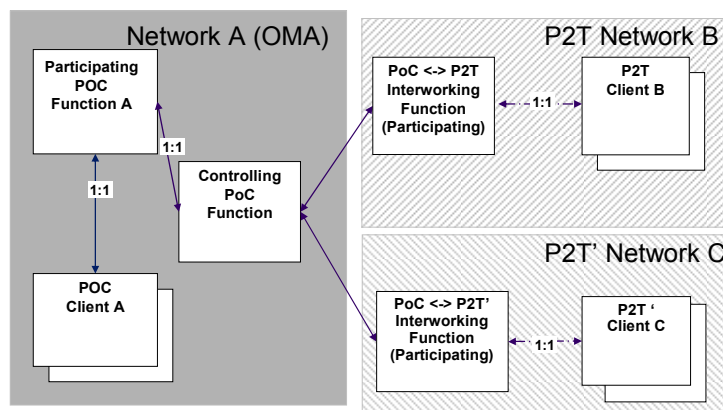 Network A (OMA)
Participating
POC
Function A
1:1
1:1
Controlling
PoC
Function
POC
Client A
P2T Network B
PoC <-> P2T
Interworking
Function
(Participating)
1:1
P2T
Client B
P2T’ Network C
PoC <-> P2T’
Interworking
Function
(Participating)
1:1
P2T ‘
Client C